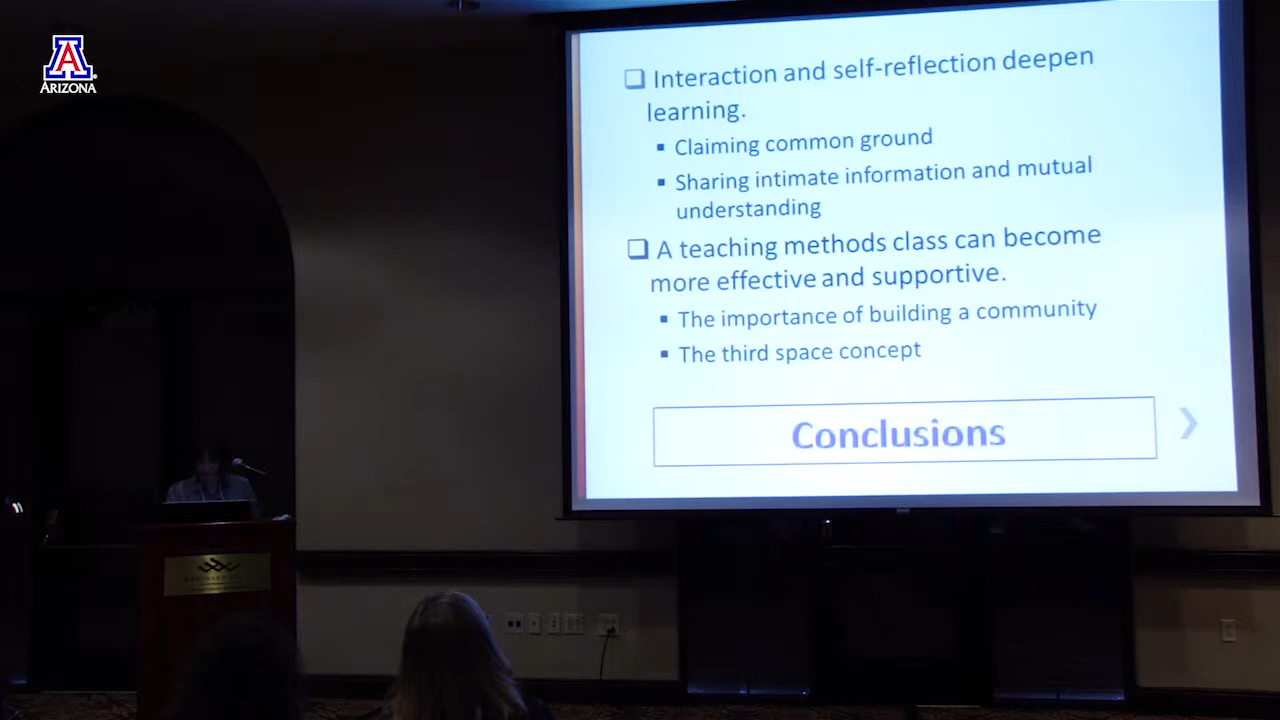 A
ARIZONA
❑ Interaction and self-reflection deepen
learning.
▪ Claiming common ground
▪ Sharing intimate information and mutual
understanding
❑ A teaching methods class can become
more effective and supportive.
▪ The importance of building a community
▪ The third space concept
Conclusions